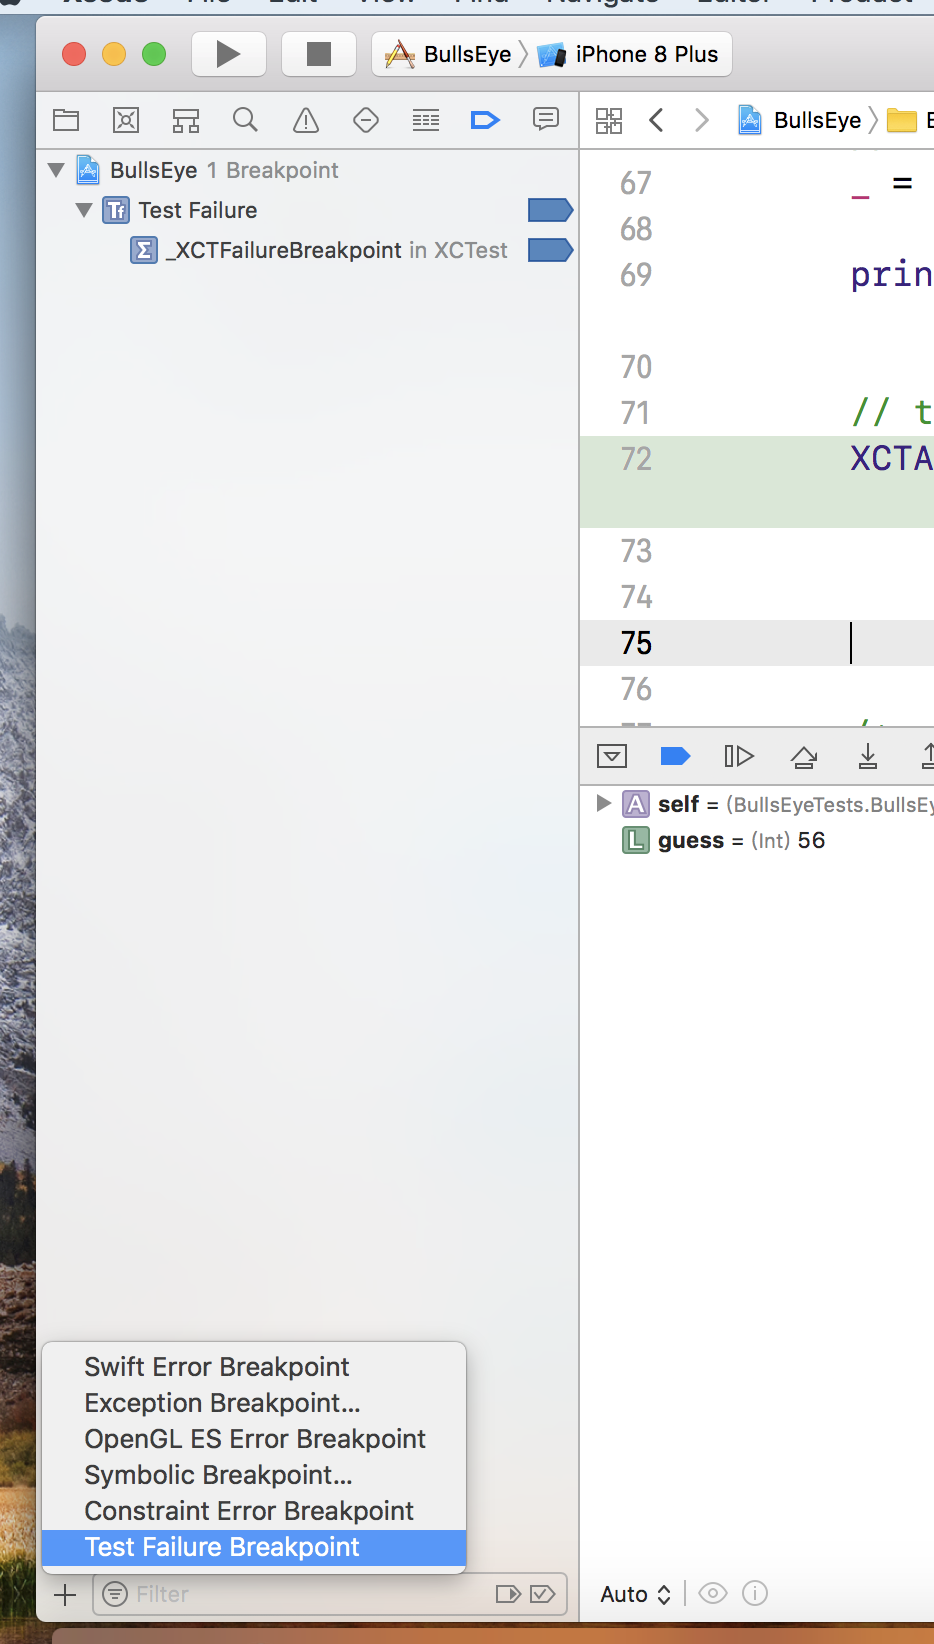 BullsEye iPhone 8 Plus
BullsEye
BullsEye 1 Breakpoint
Test Failure
_XCTFailureBreakpoint in XCTest
67 _ =
68
69 prin
70
71 // t
72 XCTA
73
74
75
76
self = (BullsEyeTests.BullsEy
guess = (Int) 56
Swift Error Breakpoint
Exception Breakpoint...
OpenGL ES Error Breakpoint
Symbolic Breakpoint...
Constraint Error Breakpoint
Test Failure Breakpoint
Filter
Auto